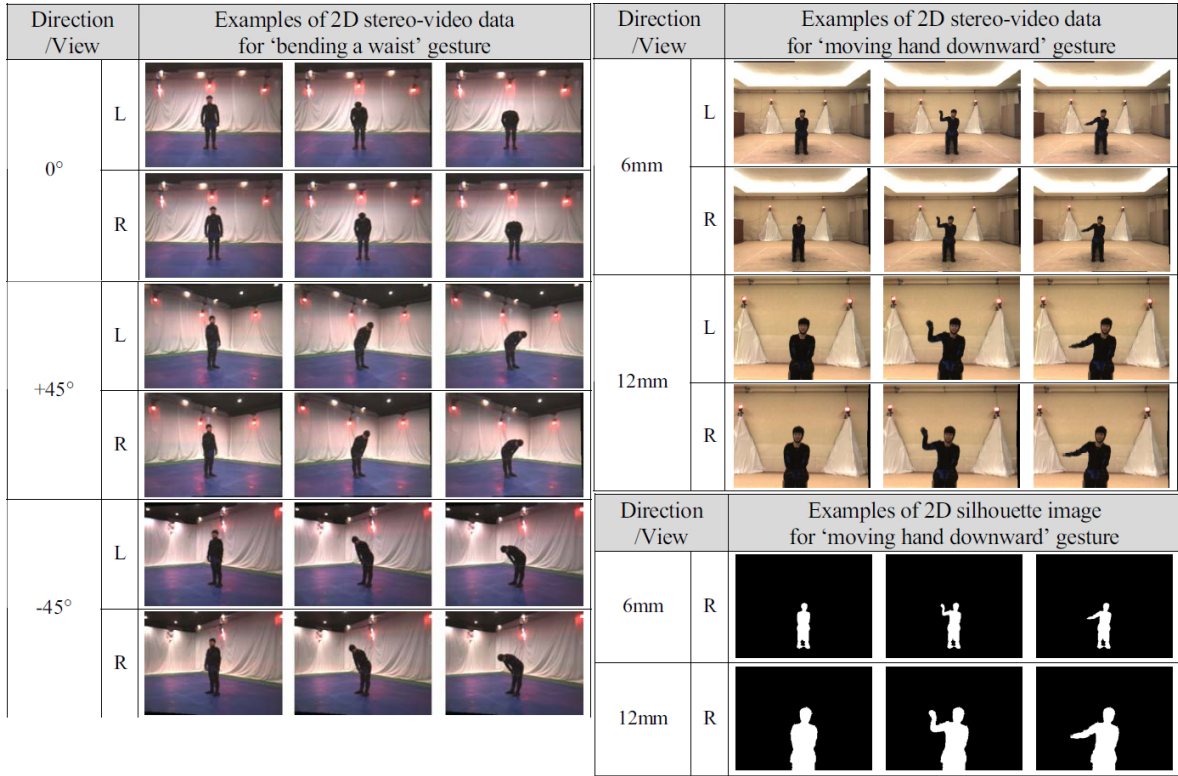 Direction
/View
Examples of 2D stereo-video data
for ‘bending a waist’ gesture
0°
L
R
+45°
L
R
-45°
L
R
Direction
/View
Examples of 2D stereo-video data
for ‘moving hand downward’ gesture
6mm
L
R
12mm
L
R
Direction
/View
Examples of 2D silhouette image
for ‘moving hand downward’ gesture
6mm
R
12mm
R